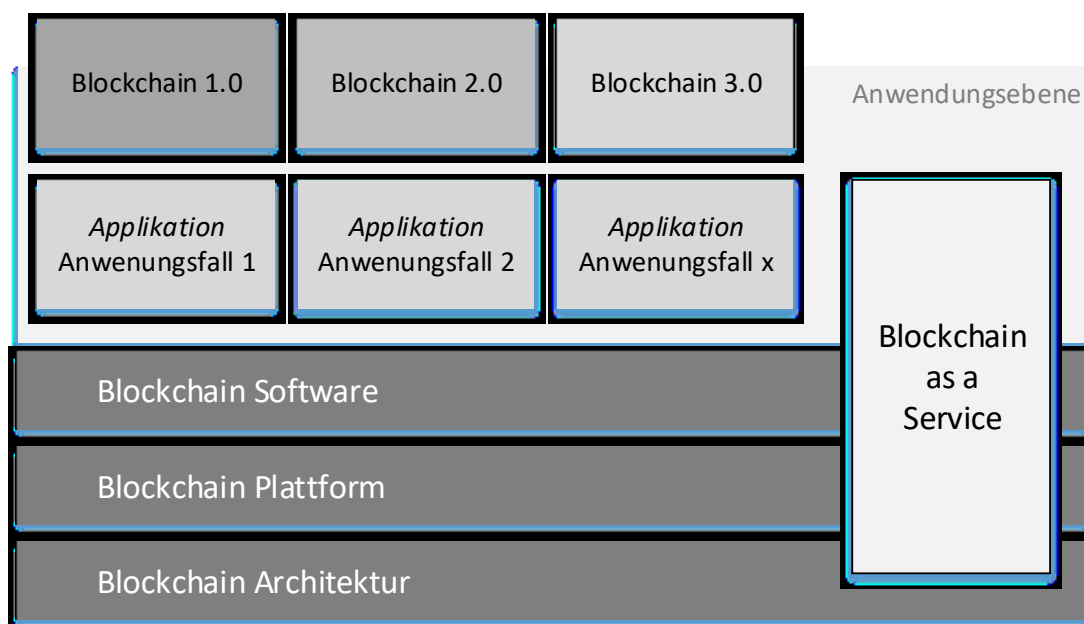 Blockchain 1.0
Blockchain 2.0
Blockchain 3.0
Anwendungsebene
Applikation
Anwenungsfall 1
Applikation
Anwenungsfall 2
Applikation
Anwenungsfall x
Blockchain
as a
Service
Blockchain Software
Blockchain Plattform
Blockchain Architektur